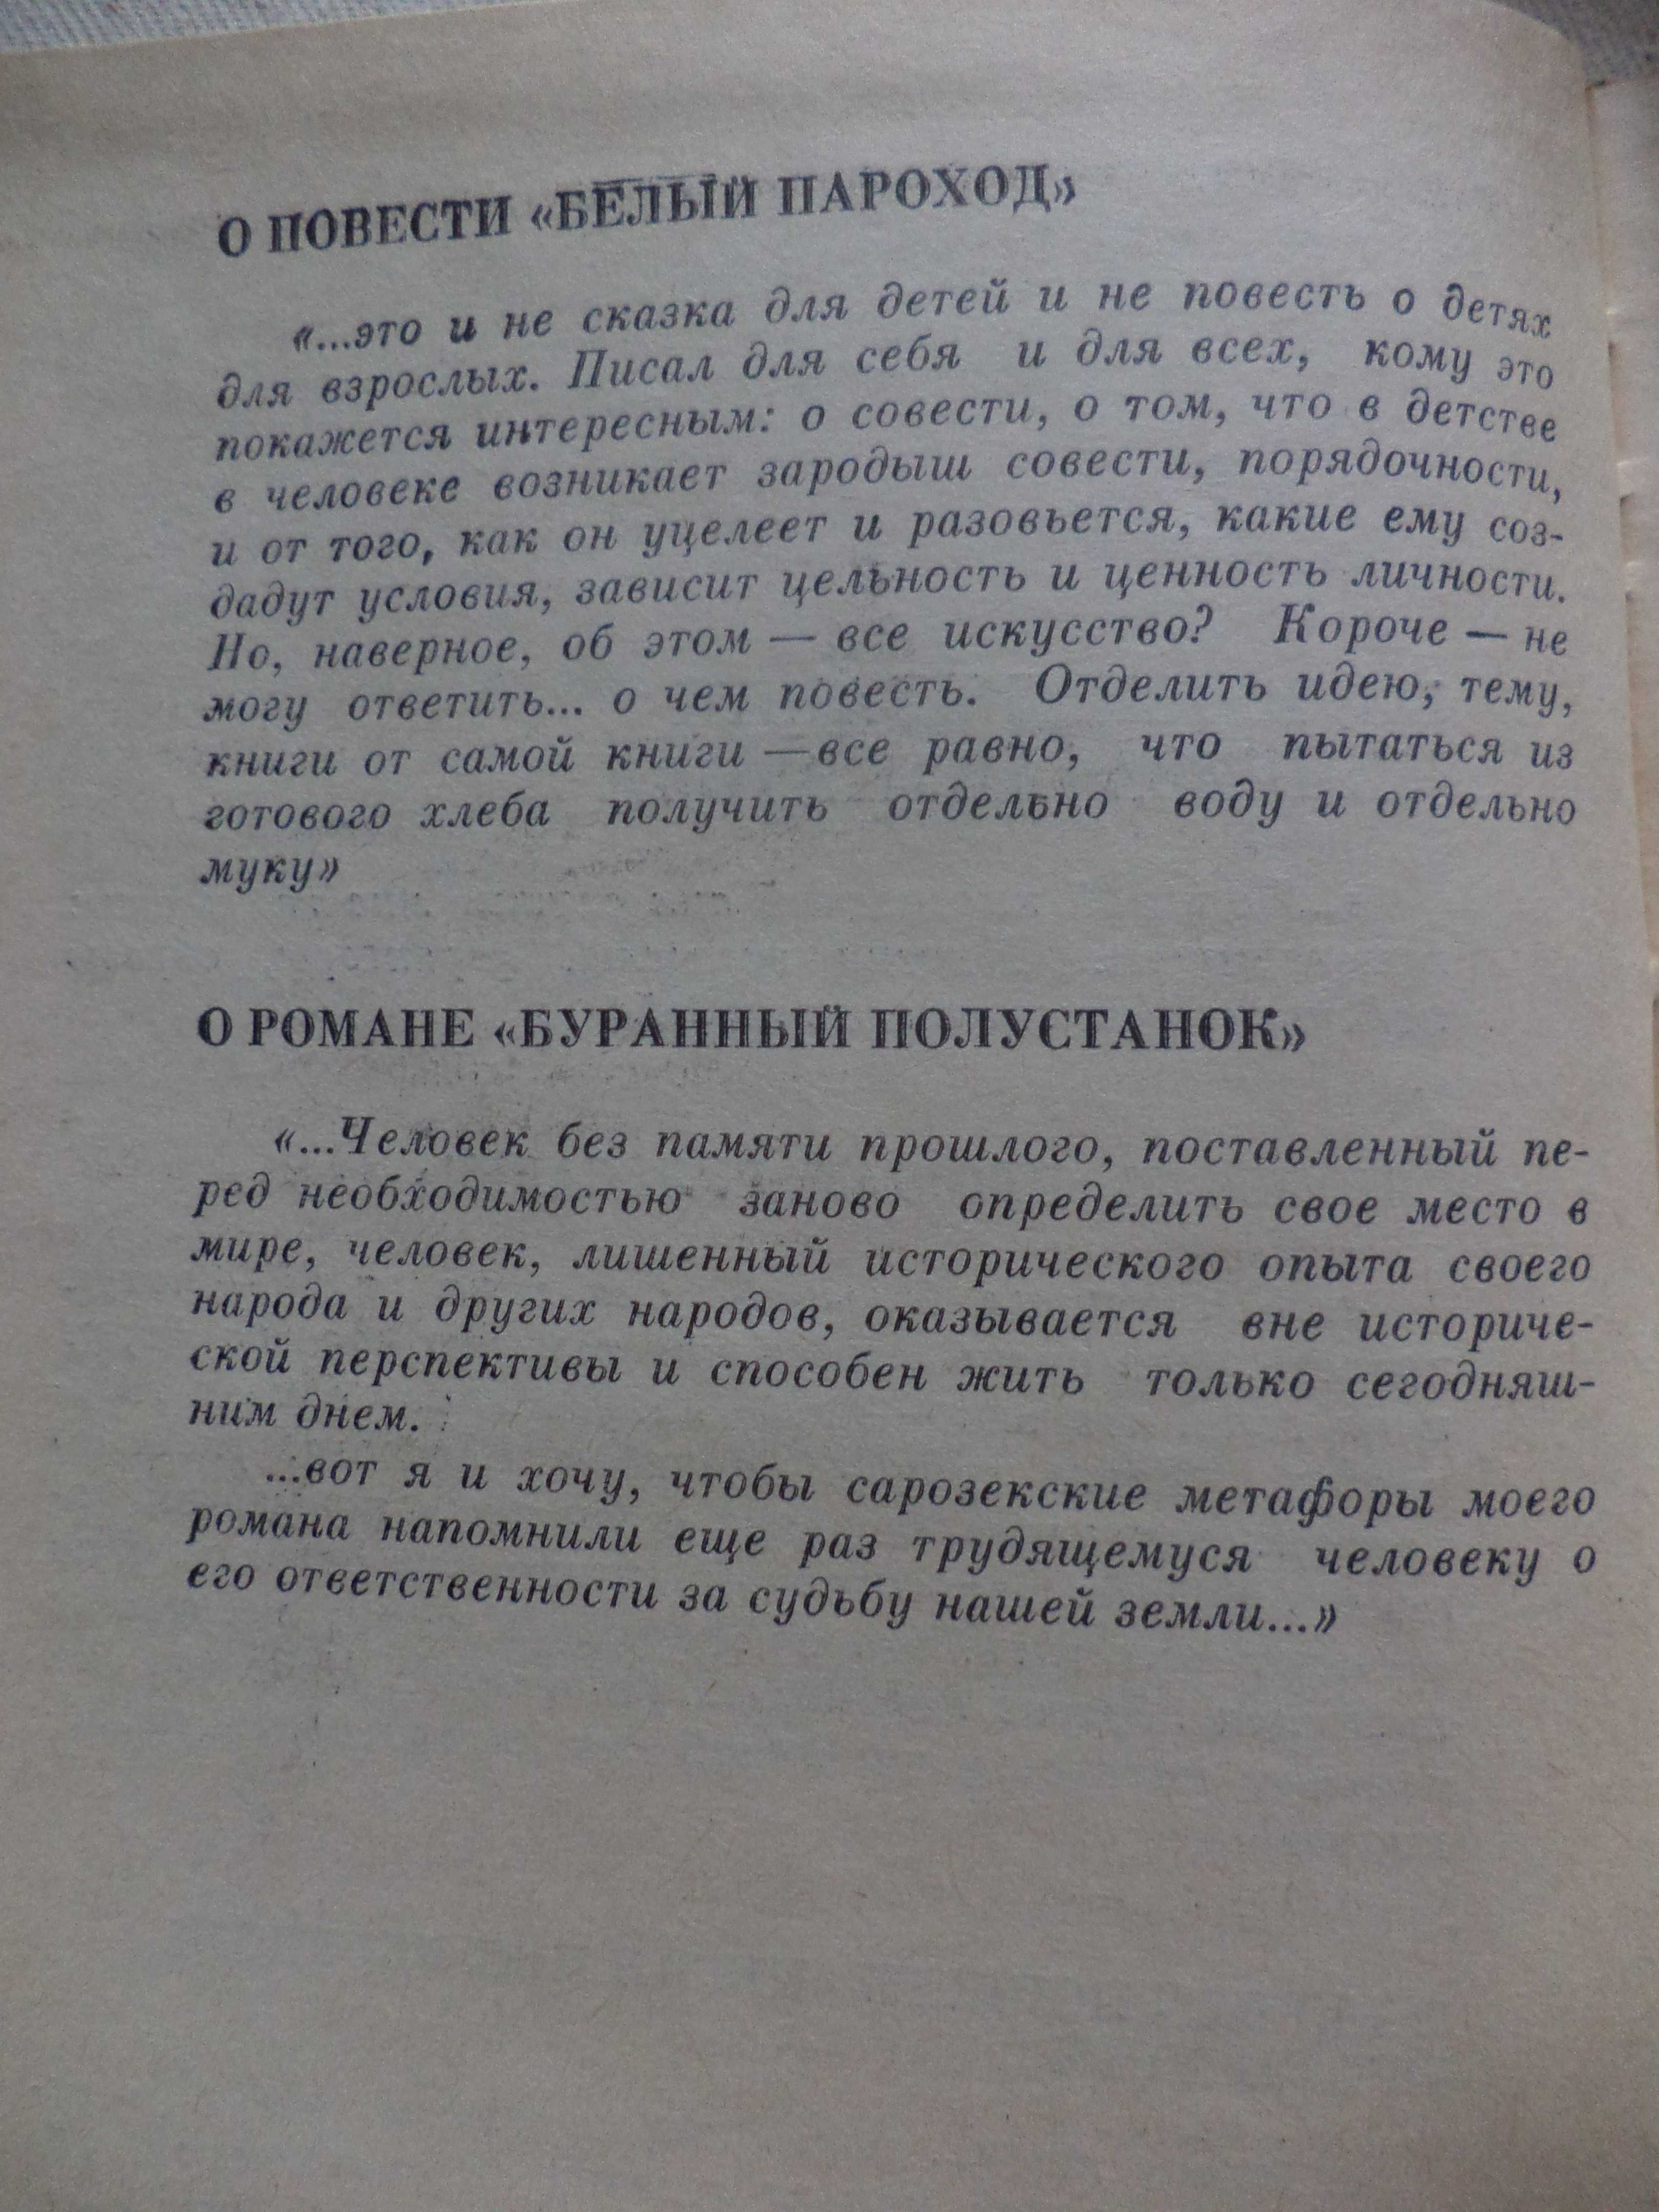 О ПОВЕСТИ «БЕЛЫЙ ПАРОХОД»
«...это и не сказка для детей и не повесть о детях
для взрослых. Писал для себя и для всех, кому это
покажется интересным: о совести, о том, что в детстве
в человеке возникает зародыш совести, порядочности,
и от того, как он уцелеет и разовьется, какие ему соз-
дадут условия, зависит цельность и ценность личности.
Но, наверное, об этом — все искусство? Короче — не
могу ответить... о чем повесть. Отделить идею, тему,
книги от самой книги —все равно, что пытаться из
готового хлеба получить отдельно воду и отдельно
муку»
О РОМАНЕ «БУРАННЫЙ ПОЛУСТАНОК»
«...Человек без памяти прошлого, поставленный пе-
ред необходимостью заново определить свое место в
мире, человек, лишенный исторического опыта своего
народа и других народов, оказывается вне историче-
ской перспективы и способен жить только сегодняш-
ним днем.
...вот я и хочу, чтобы сарозекские метафоры моего
романа напомнили еще раз трудящемуся человеку о
его ответственности за судьбу нашей земли...»